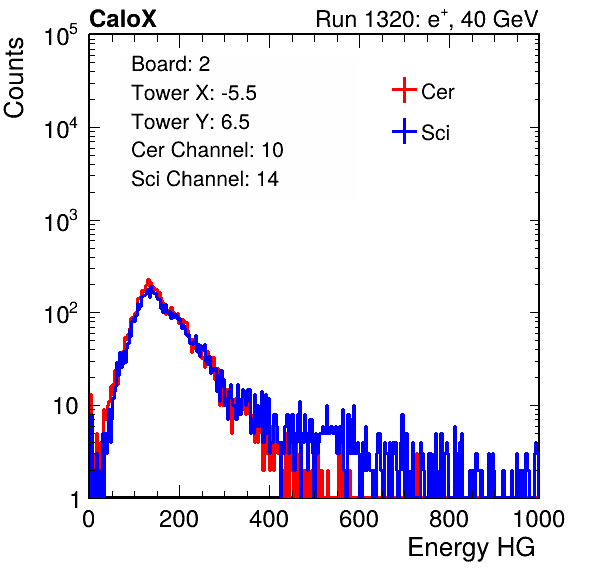 CaloX Run 1320: e⁺, 40 GeV
Counts
10⁵
10⁴
10³
10²
10
1
Board: 2
Tower X: -5.5
Tower Y: 6.5
Cer Channel: 10
Sci Channel: 14
Cer
Sci
0 200 400 600 800 1000
Energy HG